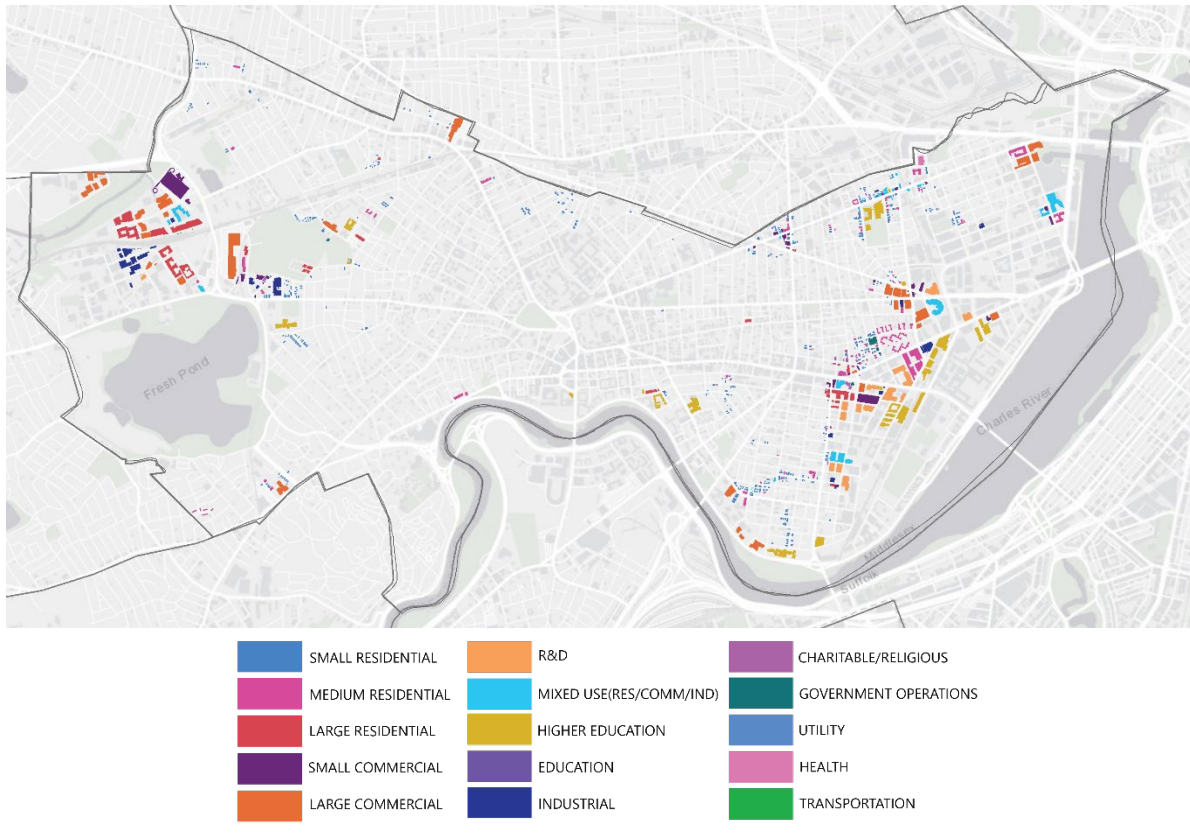 Fresh Pond
Charles River
Middlesex
Suffolk
SMALL RESIDENTIAL
MEDIUM RESIDENTIAL
LARGE RESIDENTIAL
SMALL COMMERCIAL
LARGE COMMERCIAL
R&D
MIXED USE(RES/COMM/IND)
HIGHER EDUCATION
EDUCATION
INDUSTRIAL
CHARITABLE/RELIGIOUS
GOVERNMENT OPERATIONS
UTILITY
HEALTH
TRANSPORTATION